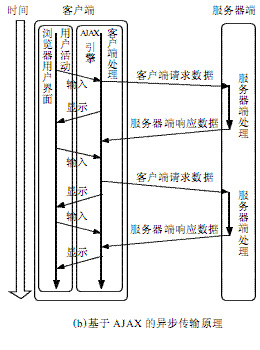 时间
客户端
服务器端
浏览器用户界面
用户活动
AJAX引擎
客户端处理
输入
显示
输入
显示
输入
显示
客户端请求数据
服务器端响应数据
客户端请求数据
服务器端响应数据
服务器端处理
服务器端处理
(b)基于 AJAX 的异步传输原理